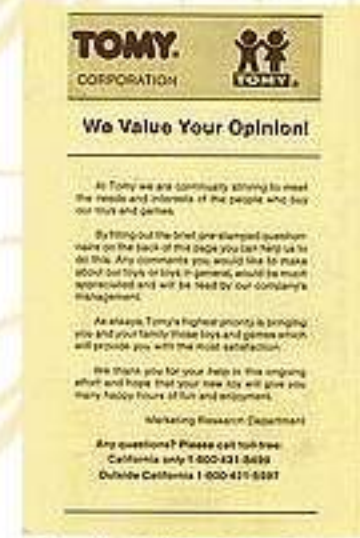 TOMY.
CORPORATION
TOMY
We Value Your Opinion!
At Tomy we are continually striving to meet
the needs and interests of the people who buy
our toys and games.
By filling out the brief pre-stamped question-
naire on the back of this page you can help us to
do this. Any comments you would like to make
about our toys or toys in general, would be much
appreciated and will be read by our company's
management.
As always, Tomy's highest priority is bringing
you and your family those toys and games which
will provide you with the most satisfaction.
We thank you for your help in this ongoing
effort and hope that your new toy will give you
many happy hours of fun and enjoyment.
Marketing Research Department
Any questions? Please call toll-free:
California only 1-800-431-
Outside California 1-800-421-